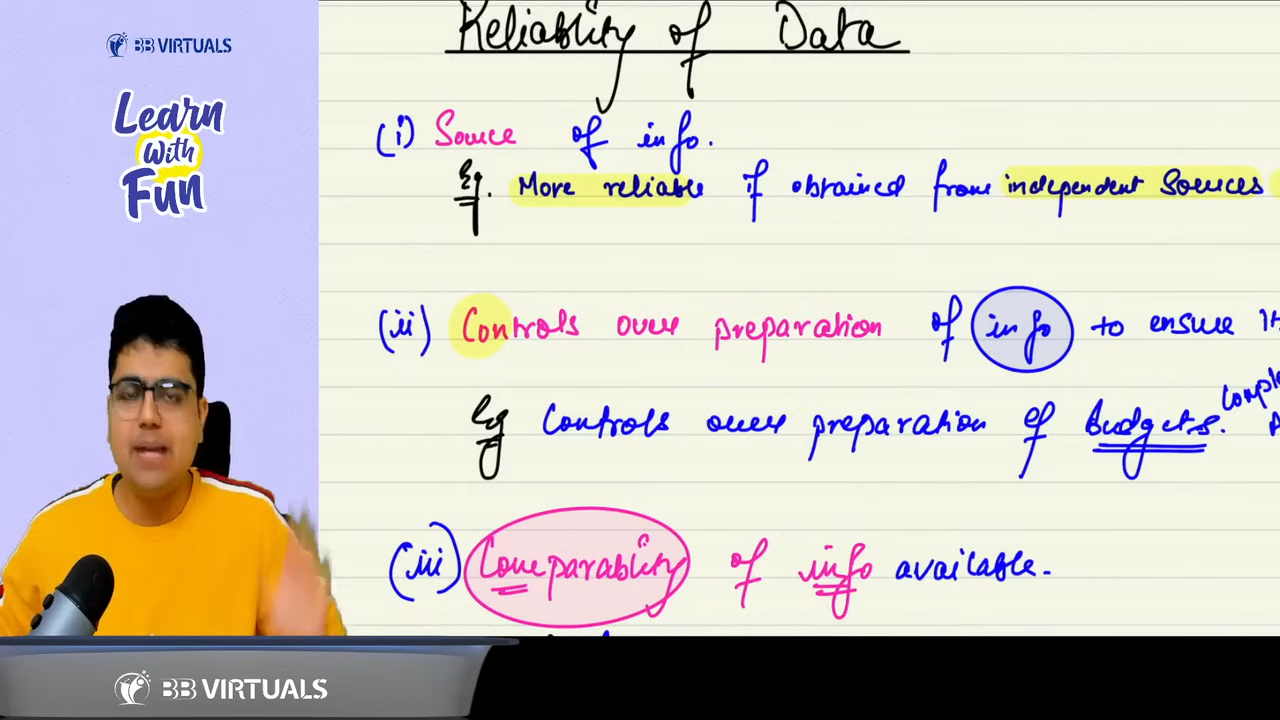 BB VIRTUALS
Learn
With
Fun
Reliablity of Data
(i) Source of info.
Eg. More reliable if obtained from independent Sources
(ii) Controls over preparation of info to ensure
Eg Controls over preparation of Budgets.
(iii) Comparablity of info available.
BB VIRTUALS